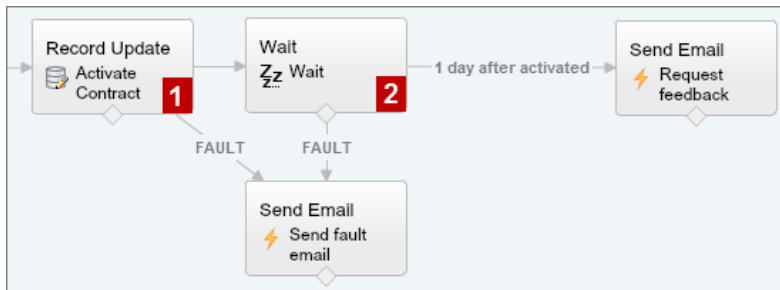 Record Update
Activate
Contract
1
Wait
Zzz... Wait
2
1 day after activated
Send Email
Request
feedback
FAULT
FAULT
Send Email
Send fault
email